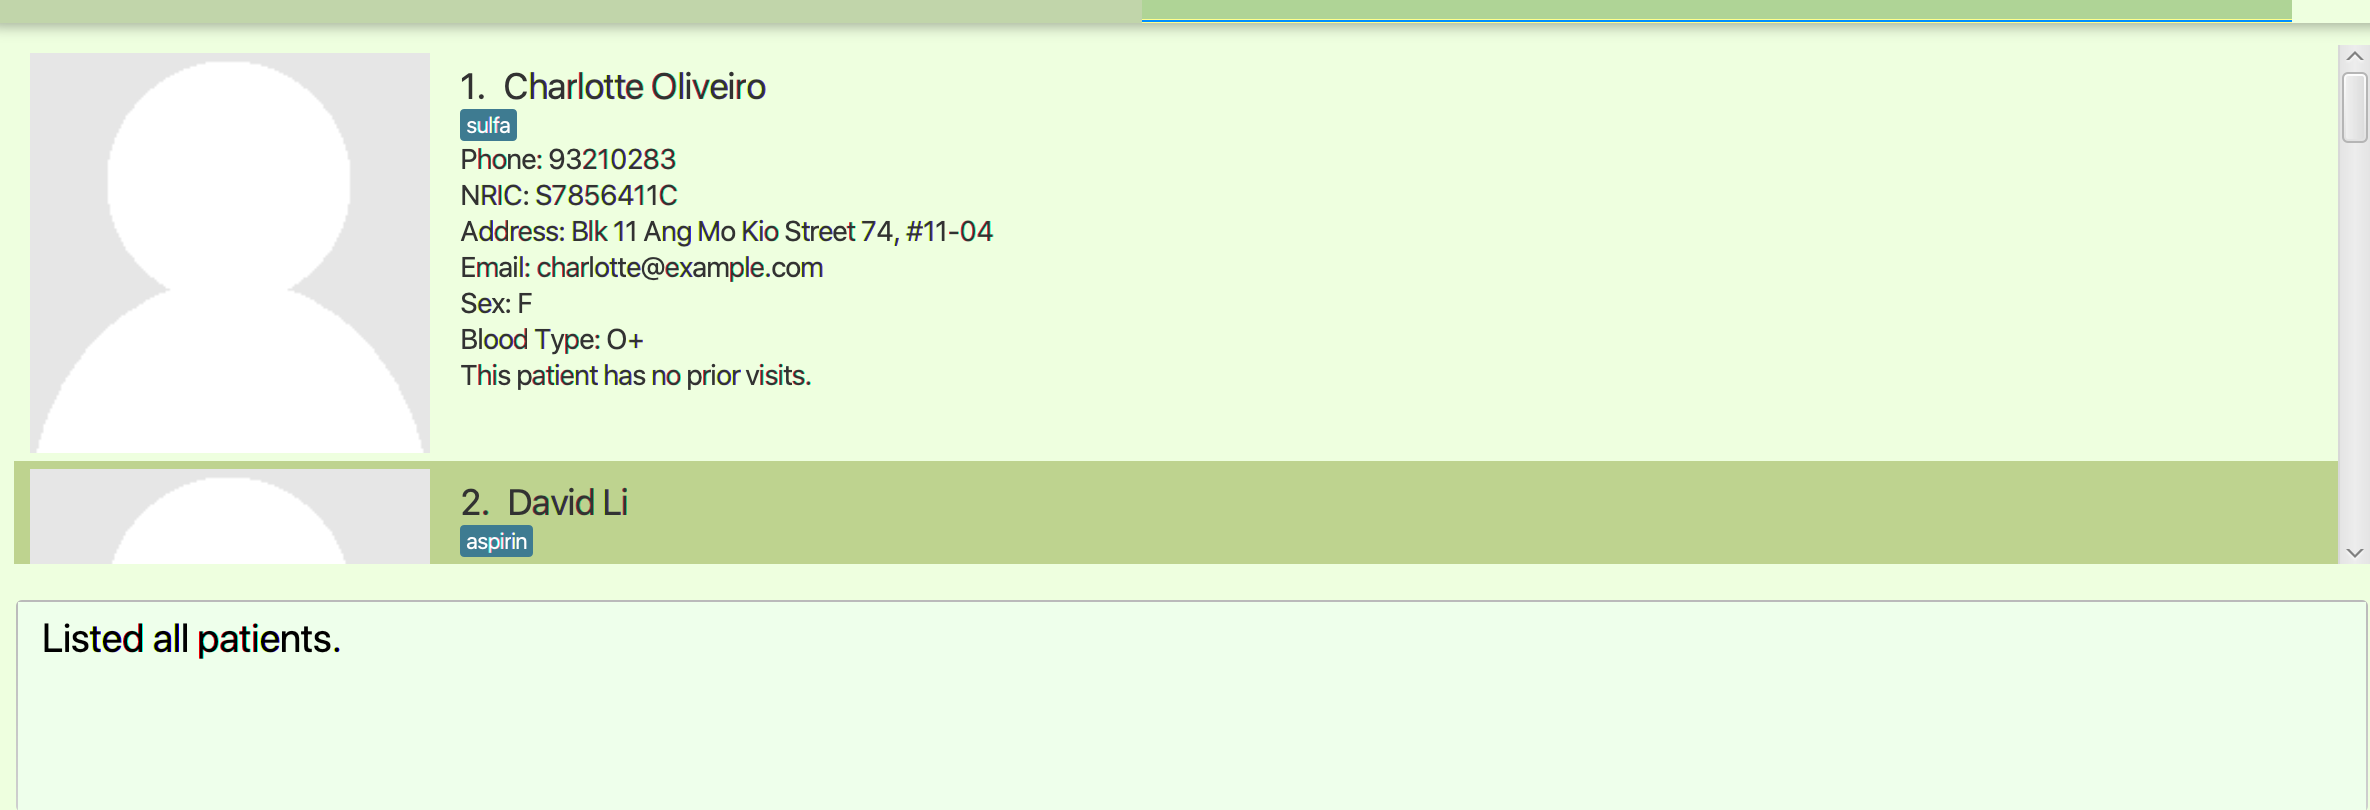 1. Charlotte Oliveiro
sulfa
Phone: 93210283
NRIC: S7856411C
Address: Blk 11 Ang Mo Kio Street 74, #11-04
Email: charlotte@example.com
Sex: F
Blood Type: O+
This patient has no prior visits.
2. David Li
aspirin
Listed all patients.